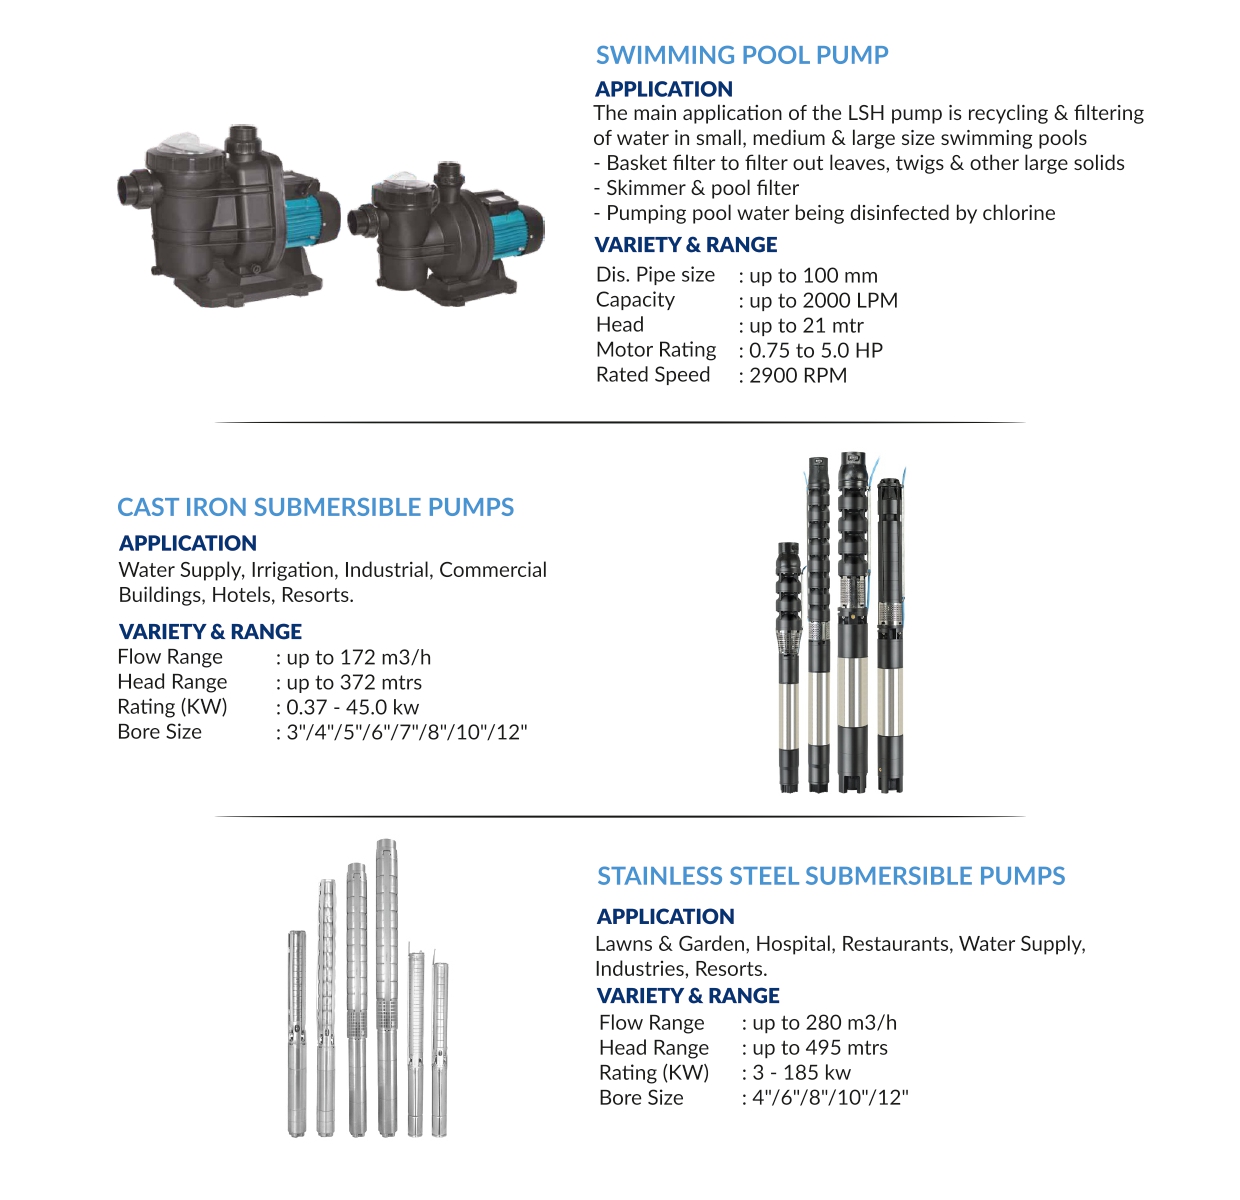 SWIMMING POOL PUMP
APPLICATION
The main application of the LSH pump is recycling & filtering
of water in small, medium & large size swimming pools
- Basket filter to filter out leaves, twigs & other large solids
- Skimmer & pool filter
- Pumping pool water being disinfected by chlorine
VARIETY & RANGE
Dis. Pipe size : up to 100 mm
Capacity : up to 2000 LPM
Head : up to 21 mtr
Motor Rating : 0.75 to 5.0 HP
Rated Speed : 2900 RPM
CAST IRON SUBMERSIBLE PUMPS
APPLICATION
Water Supply, Irrigation, Industrial, Commercial
Buildings, Hotels, Resorts.
VARIETY & RANGE
Flow Range : up to 172 m3/h
Head Range : up to 372 mtrs
Rating (KW) : 0.37 - 45.0 kw
Bore Size : 3"/4"/5"/6"/7"/8"/10"/12"
STAINLESS STEEL SUBMERSIBLE PUMPS
APPLICATION
Lawns & Garden, Hospital, Restaurants, Water Supply,
Industries, Resorts.
VARIETY & RANGE
Flow Range : up to 280 m3/h
Head Range : up to 495 mtrs
Rating (KW) : 3 - 185 kw
Bore Size : 4"/6"/8"/10"/12"